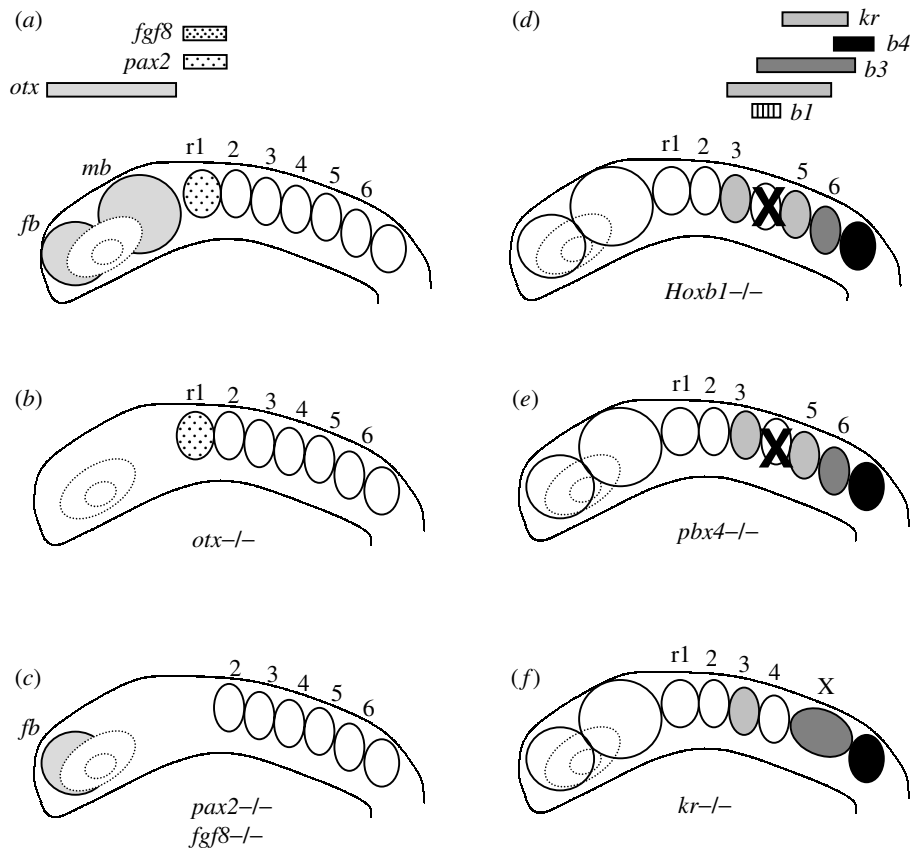 (a)
fgf8
pax2
otx
mb
fb
r1 2 3 4 5 6
(b)
r1 2 3 4 5 6
otx–/–
(c)
fb
2 3 4 5 6
pax2–/–
fgf8–/–
(d)
kr
b4
b3
b1
r1 2 3 5 6
X
Hoxb1–/–
(e)
r1 2 3 5 6
X
pbx4–/–
(f)
r1 2 3 4 X
kr–/–